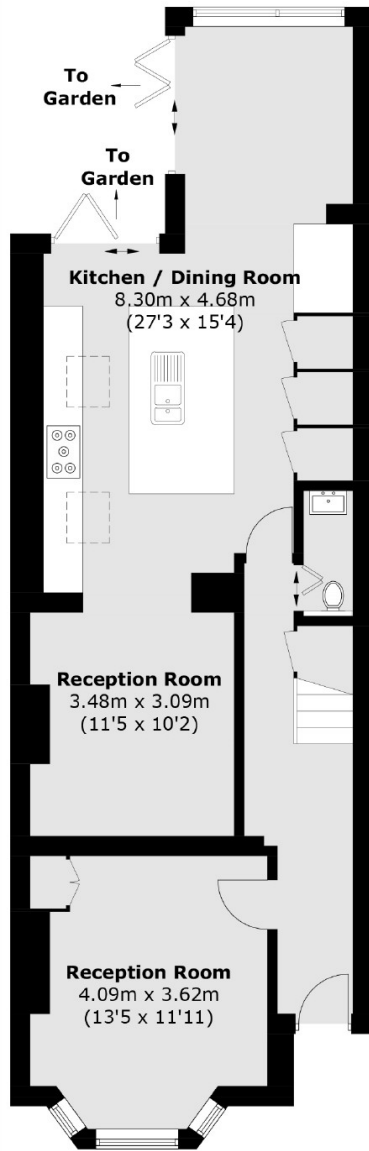 To
Garden
To
Garden
Kitchen / Dining Room
8.30m x 4.68m
(27'3 x 15'4)
Reception Room
3.48m x 3.09m
(11'5 x 10'2)
Reception Room
4.09m x 3.62m
(13'5 x 11'11)